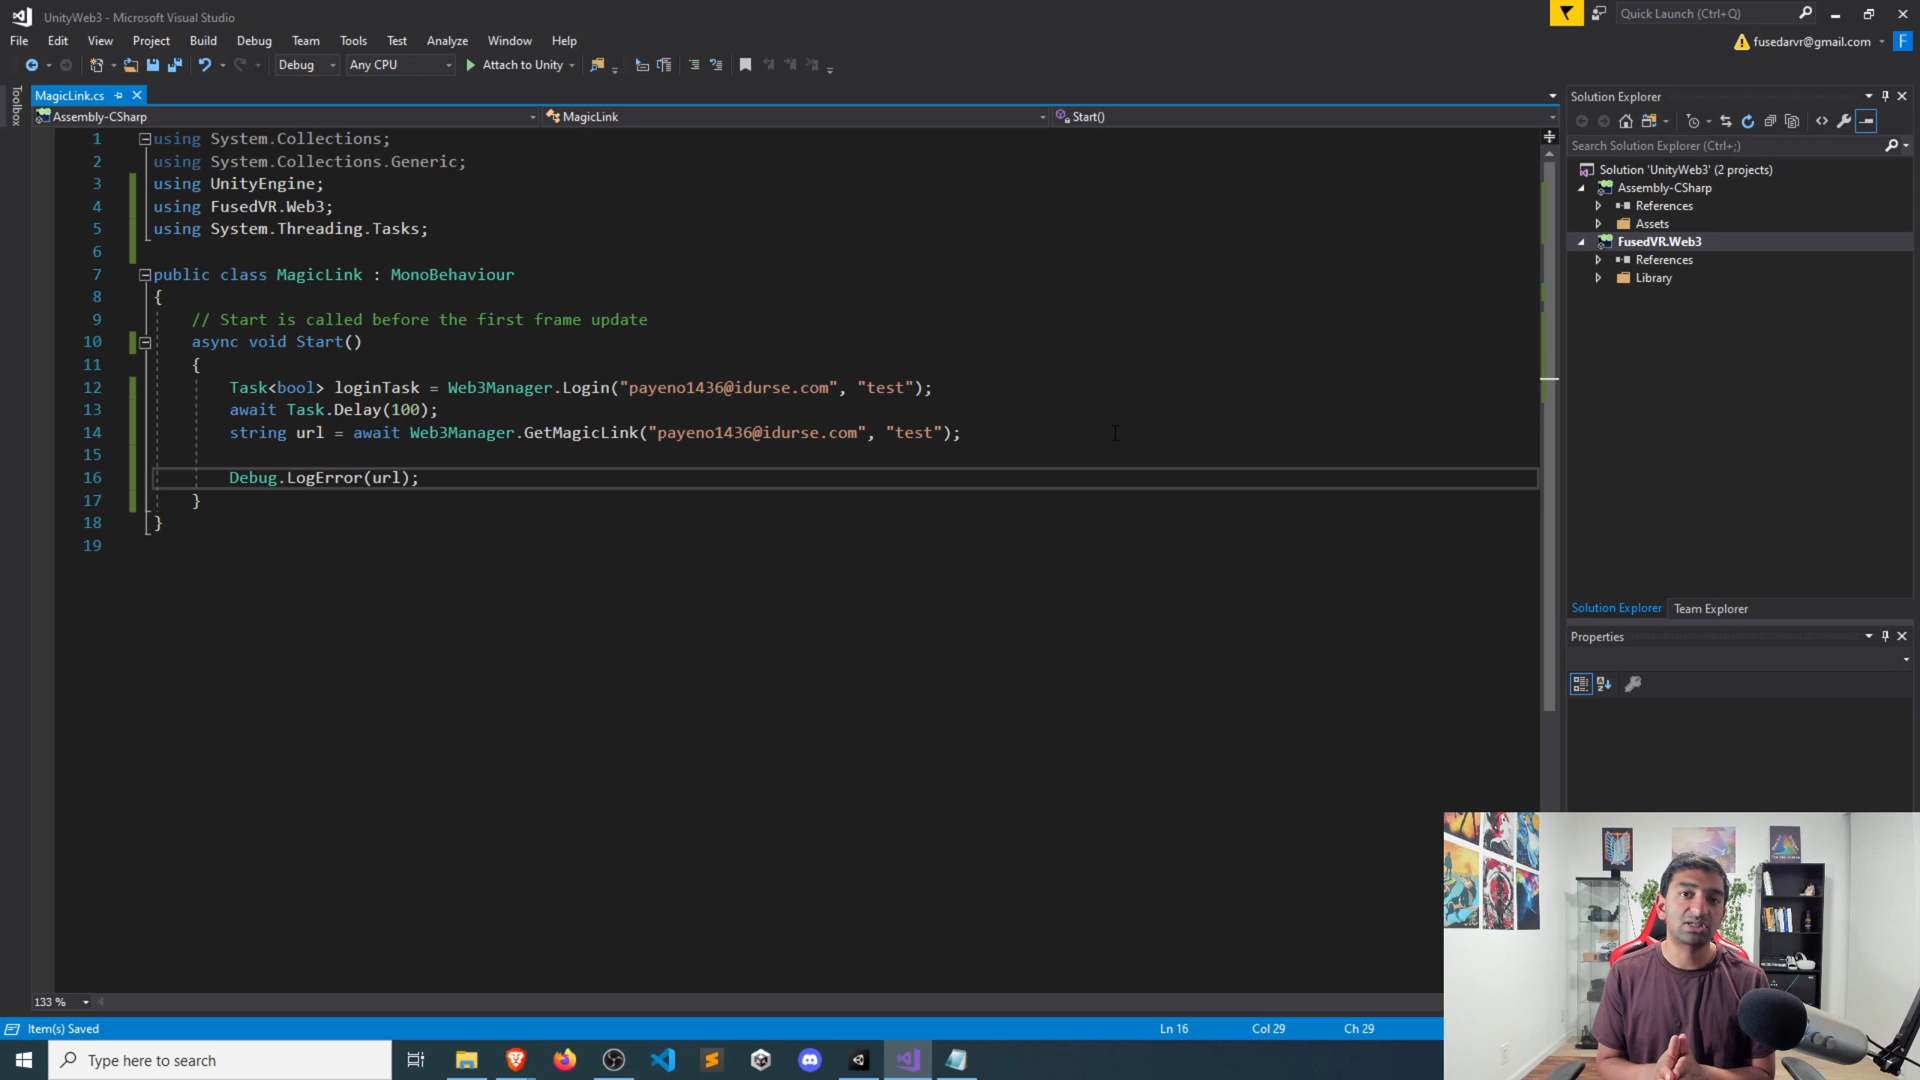 UnityWeb3 - Microsoft Visual Studio
Quick Launch (Ctrl+Q)
File Edit View Project Build Debug Team Tools Test Analyze Window Help
fusedarvr@gmail.com F
Debug Any CPU Attach to Unity
Toolbox
MagicLink.cs
Assembly-CSharp MagicLink Start()
1 using System.Collections;
2 using System.Collections.Generic;
3 using UnityEngine;
4 using FusedVR.Web3;
5 using System.Threading.Tasks;
6
7 public class MagicLink : MonoBehaviour
8 {
9 // Start is called before the first frame update
10 async void Start()
11 {
12 Task<bool> loginTask = Web3Manager.Login("payeno1436@idurse.com", "test");
13 await Task.Delay(100);
14 string url = await Web3Manager.GetMagicLink("payeno1436@idurse.com", "test");
15
16 Debug.LogError(url);
17 }
18 }
19
Solution Explorer
Search Solution Explorer (Ctrl+;)
Solution 'UnityWeb3' (2 projects)
Assembly-CSharp
References
Assets
FusedVR.Web3
References
Library
Solution Explorer Team Explorer
Properties
133 %
Item(s) Saved Ln 16 Col 29 Ch 29
Type here to search